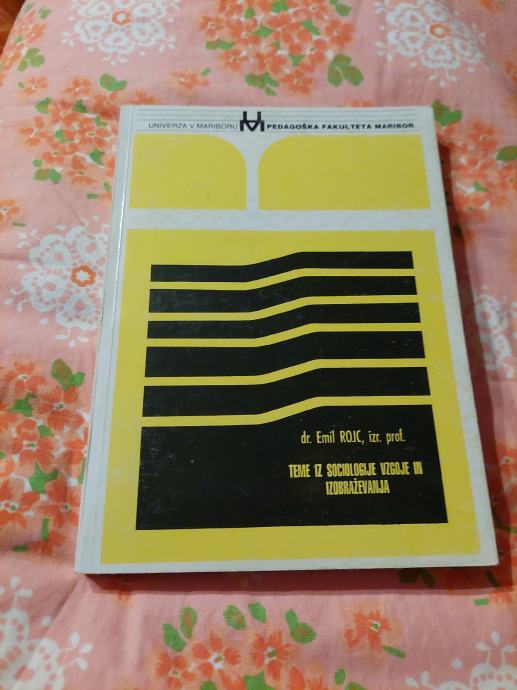 UNIVERZA V MARIBORU PEDAGOŠKA FAKULTETA MARIBOR
dr. Emil ROJC, izr. prof.
TEME IZ SOCIOLOGIJE VZGOJE IN
IZOBRAŽEVANJA